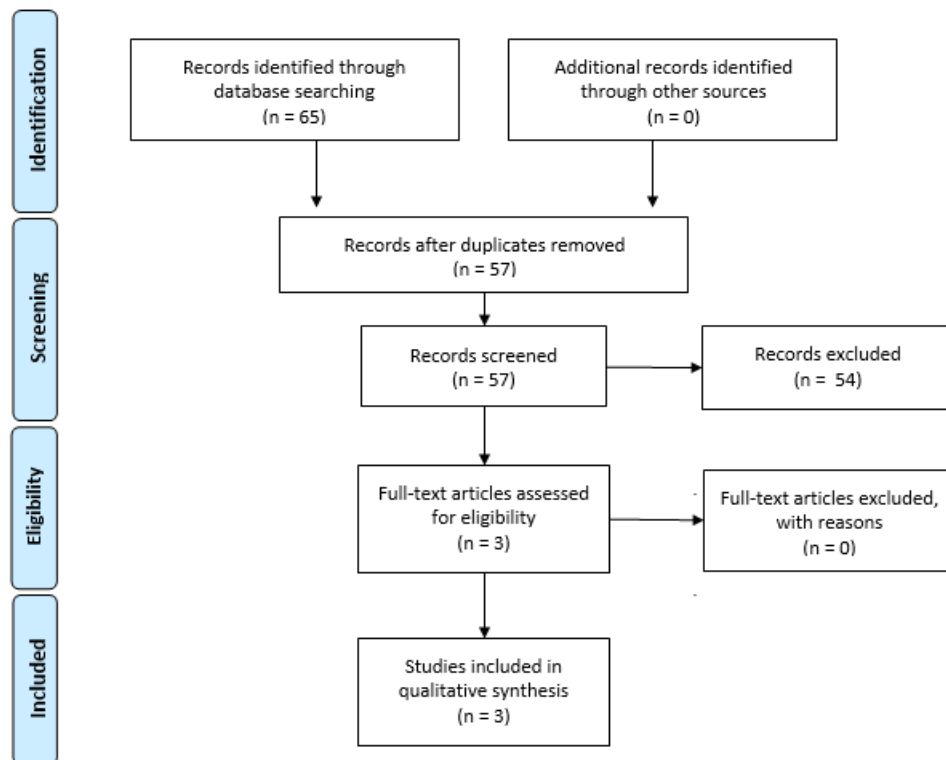 Identification
Records identified through
database searching
(n = 65)
Additional records identified
through other sources
(n = 0)
Screening
Records after duplicates removed
(n = 57)
Records screened
(n = 57)
Records excluded
(n = 54)
Eligibility
Full-text articles assessed
for eligibility
(n = 3)
Full-text articles excluded,
with reasons
(n = 0)
Included
Studies included in
qualitative synthesis
(n = 3)